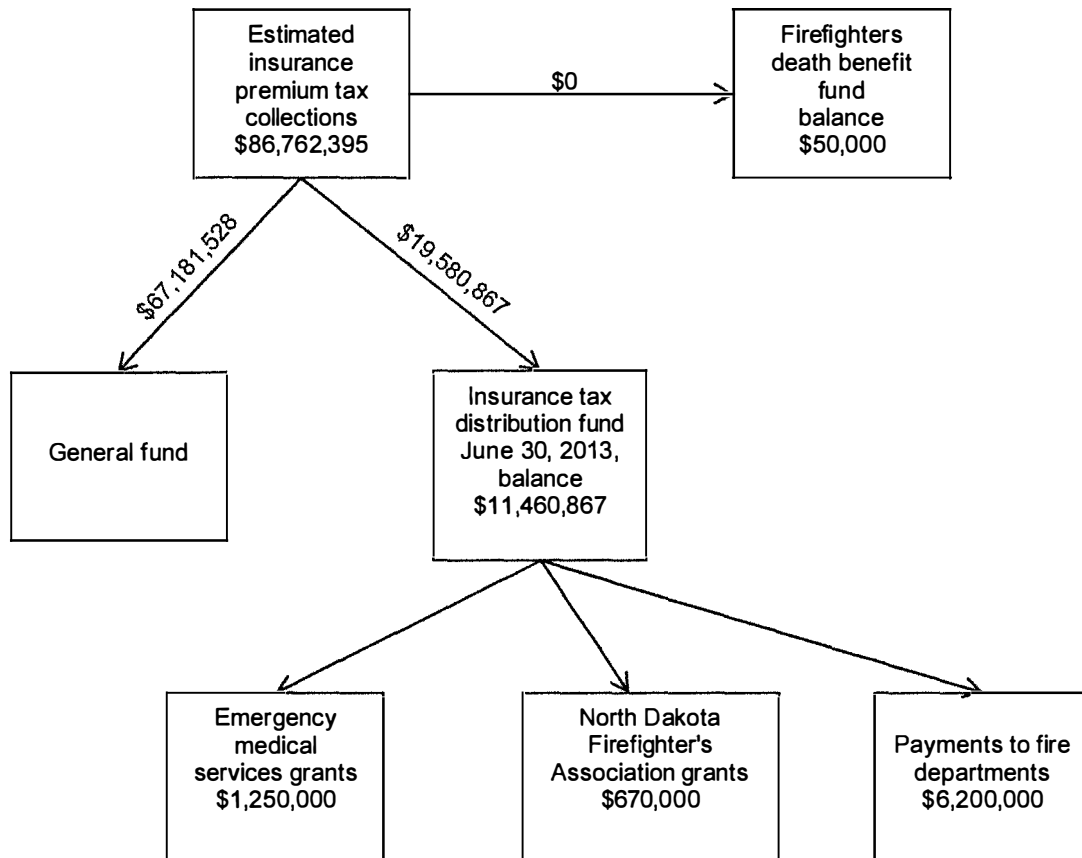 Estimated
insurance
premium tax
collections
$86,762,395
$0
Firefighters
death benefit
fund
balance
$50,000
$67,181,528
$19,580,867
General fund
Insurance tax
distribution fund
June 30, 2013,
balance
$11,460,867
Emergency
medical
services grants
$1,250,000
North Dakota
Firefighter's
Association grants
$670,000
Payments to fire
departments
$6,200,000